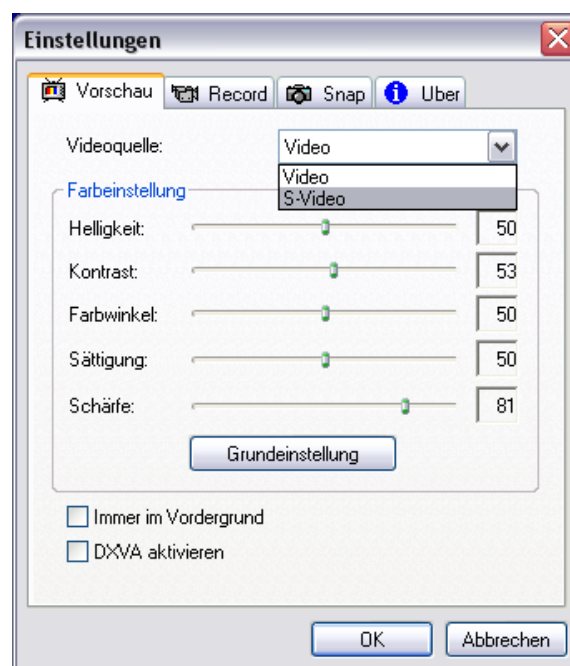 Einstellungen
Vorschau Record Snap Uber
Videoquelle: Video
Video
S-Video
Farbeinstellung
Helligkeit: 50
Kontrast: 53
Farbwinkel: 50
Sättigung: 50
Schärfe: 81
Grundeinstellung
Immer im Vordergrund
DXVA aktivieren
OK Abbrechen